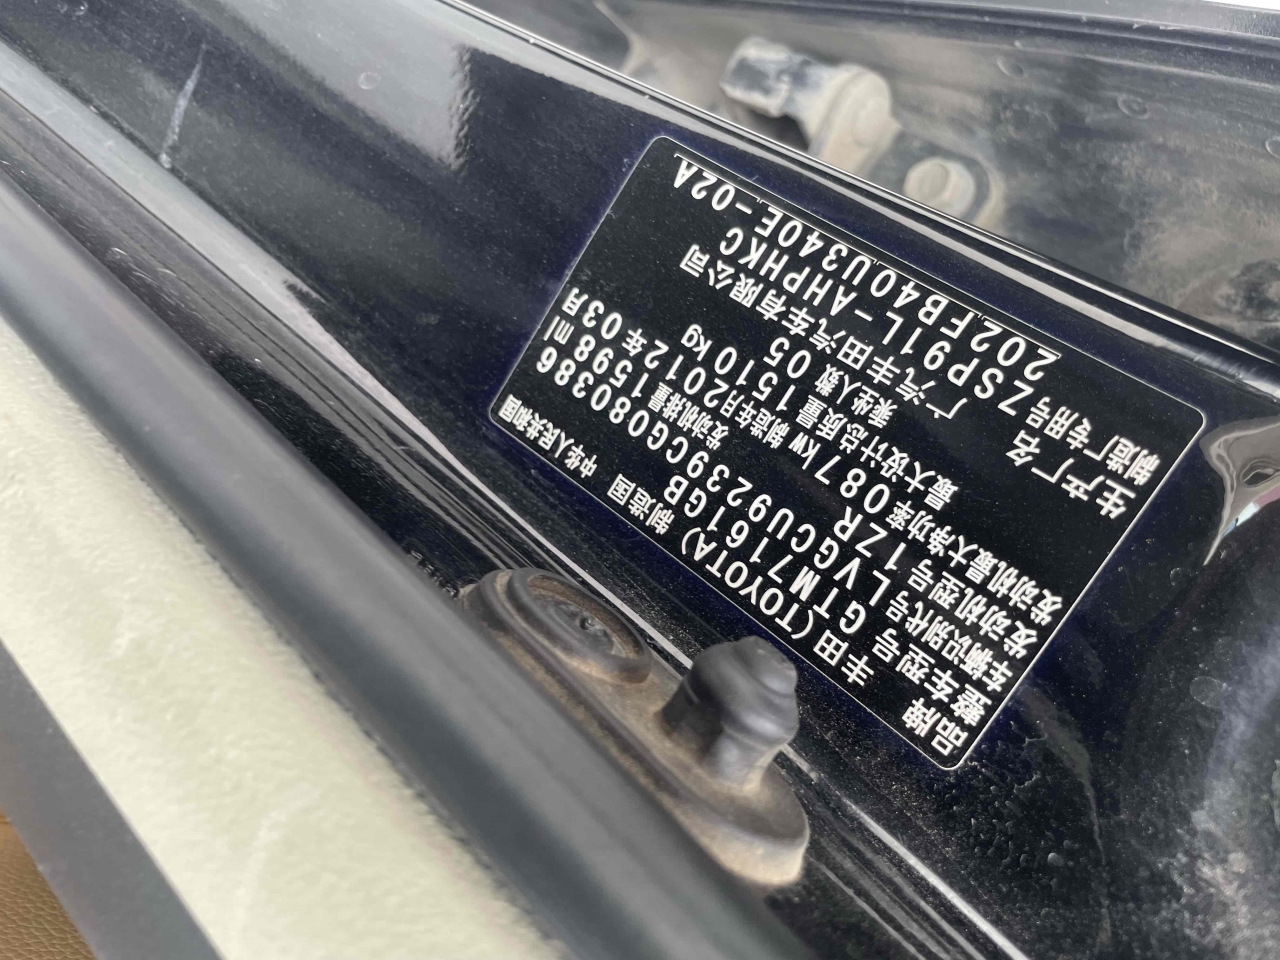 品牌 丰田(TOYOTA) 制造国 中华人民共和国
整车型号 GTM7161GB
车辆识别代号 LVGCU9239CG080386
发动机型号 1ZR 发动机排量 1598 ml
发动机最大净功率 087kw 制造年月 2012年03月
最大设计总质量 1510kg
乘坐人数 05
生产厂名 广汽丰田汽车有限公司
制造厂专用号 ZSP91L-AHPHKC
202FB40U340E-02A